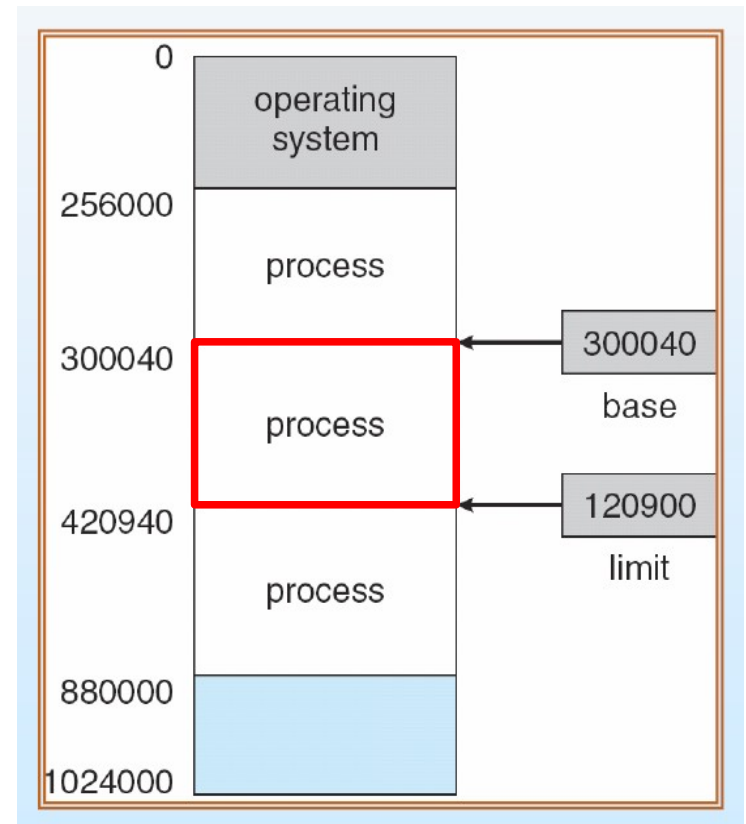 0
operating
system
256000
process
300040
300040
base
process
120900
420940
limit
process
880000
1024000